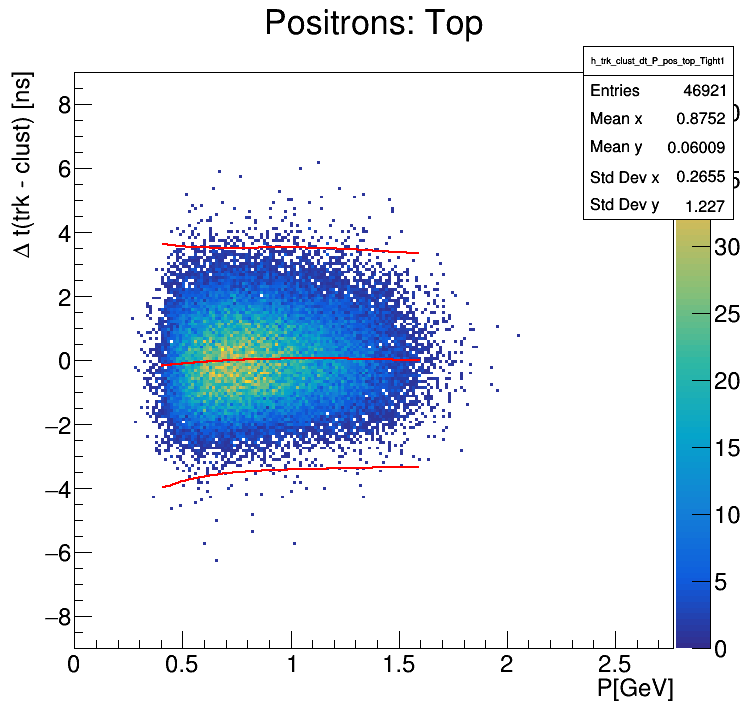 Positrons: Top
h_trk_clust_dt_P_pos_top_Tight1
Entries 46921
Mean x 0.8752
Mean y 0.06009
Std Dev x 0.2655
Std Dev y 1.227
Δ t(trk - clust) [ns]
8
6
4
2
0
−2
−4
−6
−8
0 0.5 1 1.5 2 2.5
P[GeV]
30
25
20
15
10
5
0